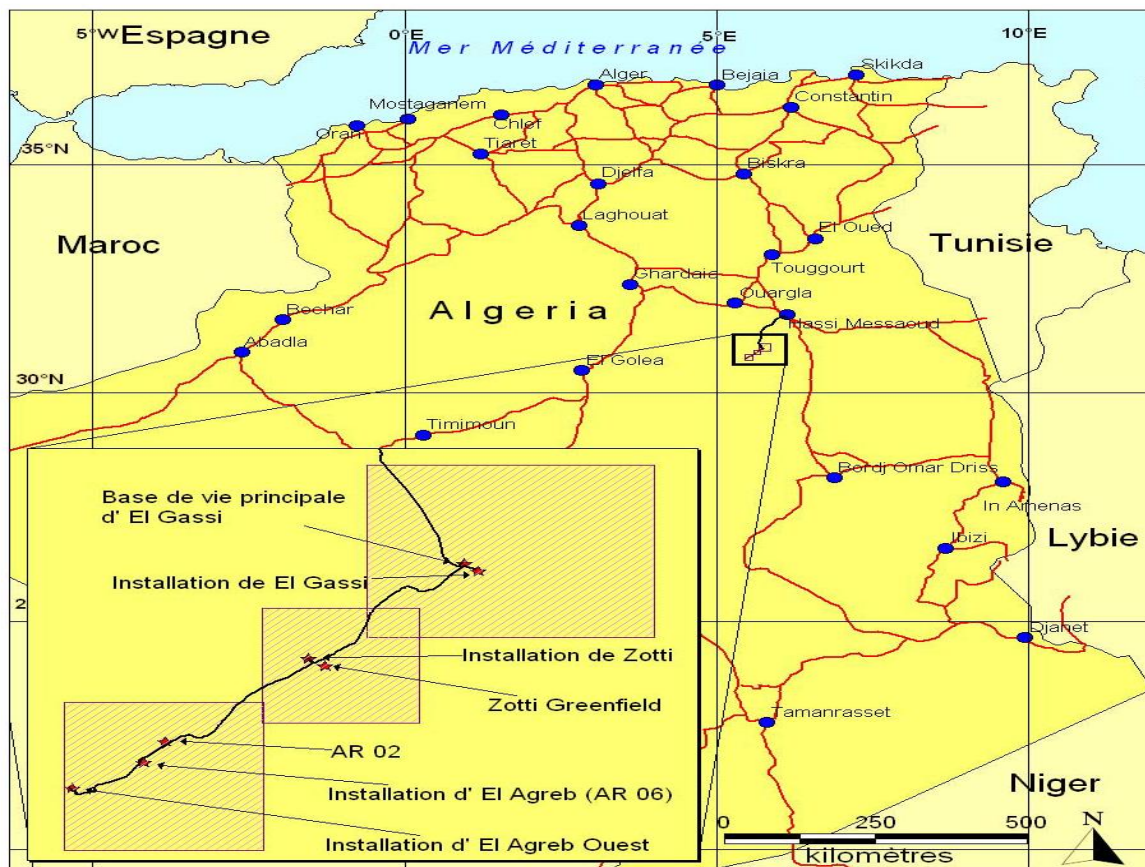 5°W
0°E
5°E
10°E
Espagne
Mer Méditerranée
Skikda
Alger
Bejaia
Mostaganem
Constantin
Chlef
Oran
Tiaret
35°N
Biskra
Djelfa
Laghouat
El Oued
Maroc
Tunisie
Touggourt
Ghardaia
Ouargla
Algeria
Bechar
Hassi Messaoud
Abadla
El Golea
30°N
Timimoun
Bordj Omar Driss
In Amenas
Base de vie principale
d' El Gassi
Ibizi
Lybie
Installation de El Gassi
2
Djanet
Installation de Zotti
Zotti Greenfield
Tamanrasset
AR 02
Niger
Installation d' El Agreb (AR 06)
N
0 250 500
Installation d' El Agreb Ouest
kilomètres